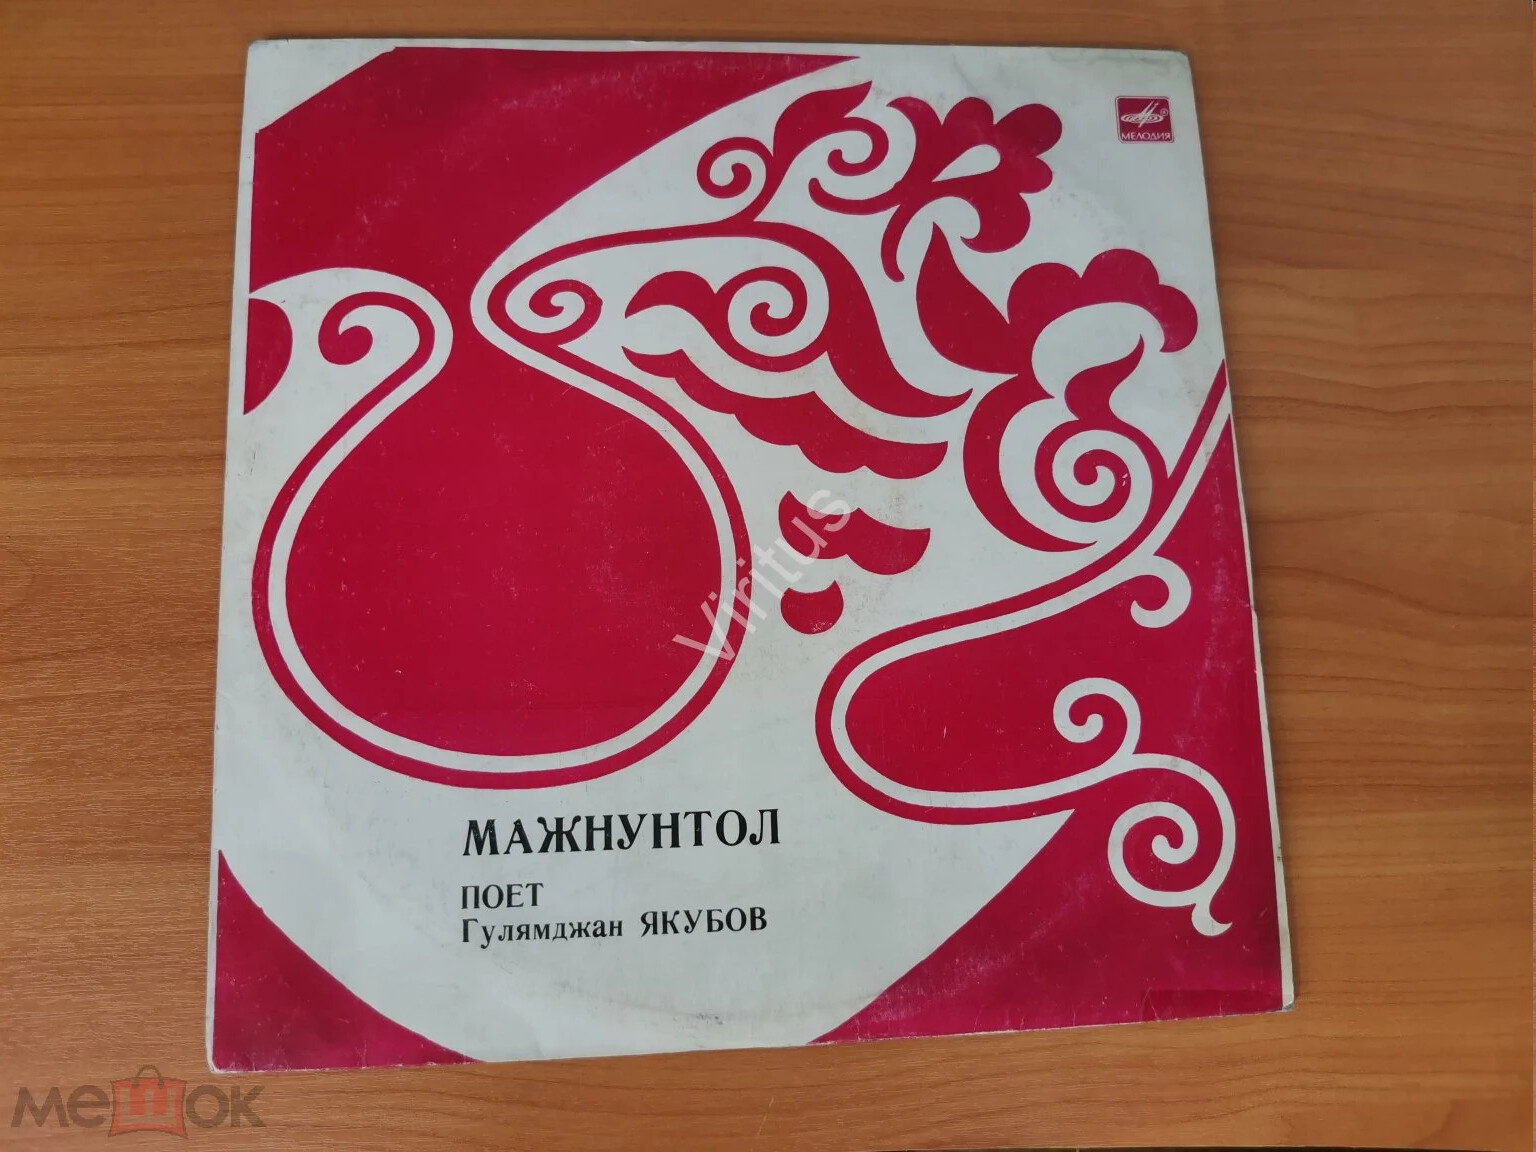 МЕЛОДИЯ
Viritus
МАЖНУНТОЛ
ПОЕТ
Гулямджан ЯКУБОВ
мешок